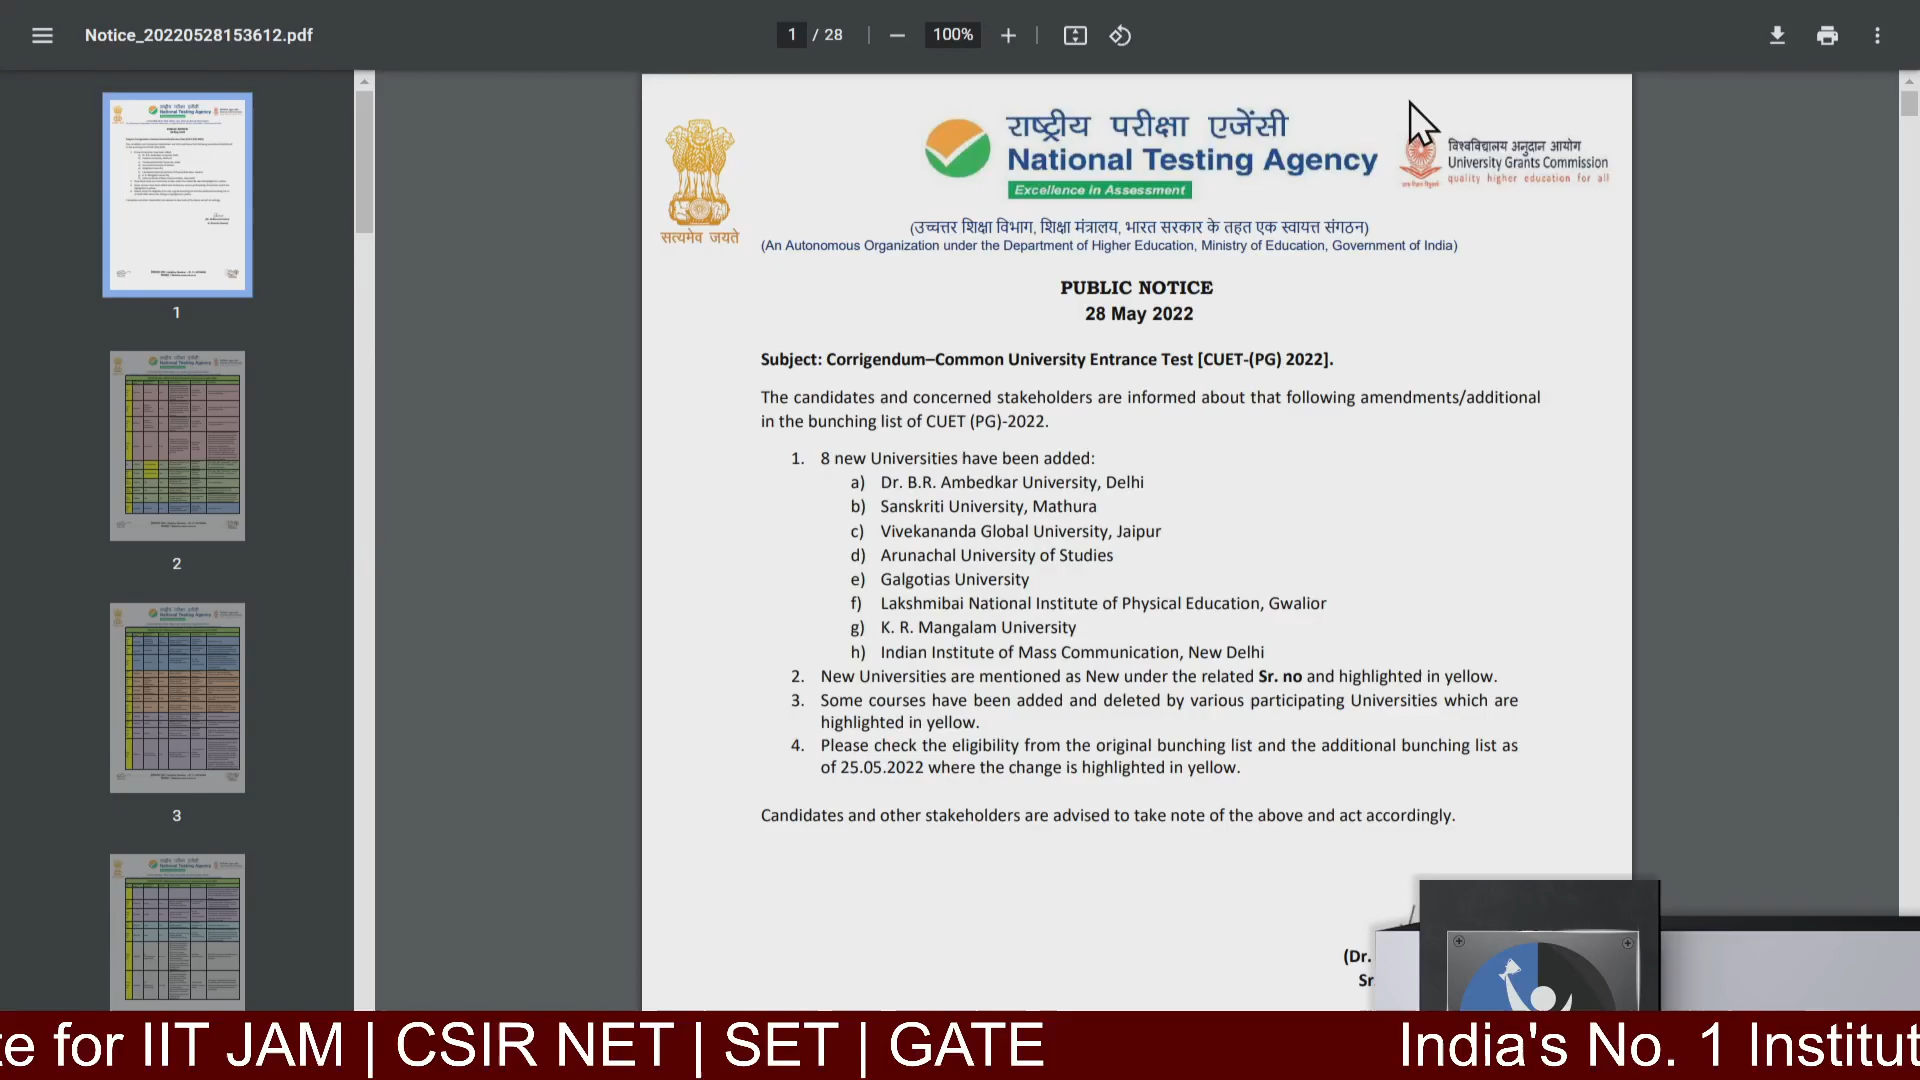 Notice_20220528153612.pdf
1 / 28
100%
राष्ट्रीय परीक्षा एजेंसी
National Testing Agency
Excellence in Assessment
विश्वविद्यालय अनुदान आयोग
University Grants Commission
quality higher education for all
सत्यमेव जयते
(उच्चत्तर शिक्षा विभाग, शिक्षा मंत्रालय, भारत सरकार के तहत एक स्वायत्त संगठन)
(An Autonomous Organization under the Department of Higher Education, Ministry of Education, Government of India)
PUBLIC NOTICE
28 May 2022
Subject: Corrigendum–Common University Entrance Test [CUET-(PG) 2022].
The candidates and concerned stakeholders are informed about that following amendments/additional
in the bunching list of CUET (PG)-2022.
1. 8 new Universities have been added:
a) Dr. B.R. Ambedkar University, Delhi
b) Sanskriti University, Mathura
c) Vivekananda Global University, Jaipur
d) Arunachal University of Studies
e) Galgotias University
f) Lakshmibai National Institute of Physical Education, Gwalior
g) K. R. Mangalam University
h) Indian Institute of Mass Communication, New Delhi
2. New Universities are mentioned as New under the related Sr. no and highlighted in yellow.
3. Some courses have been added and deleted by various participating Universities which are
highlighted in yellow.
4. Please check the eligibility from the original bunching list and the additional bunching list as
of 25.05.2022 where the change is highlighted in yellow.
Candidates and other stakeholders are advised to take note of the above and act accordingly.
(Dr.
Sr
1
2
3
te for IIT JAM | CSIR NET | SET | GATE
India's No. 1 Institut